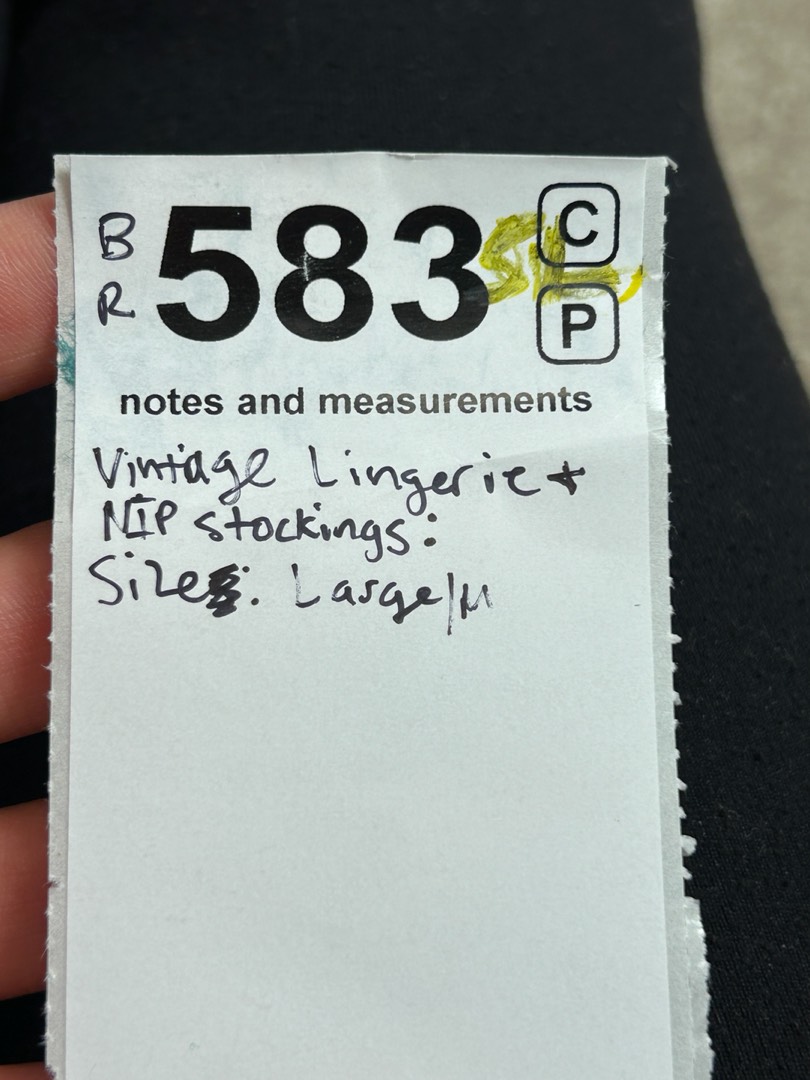 B
R
583
C
P
notes and measurements
Vintage Lingerie +
NIP stockings:
Size: Large/M